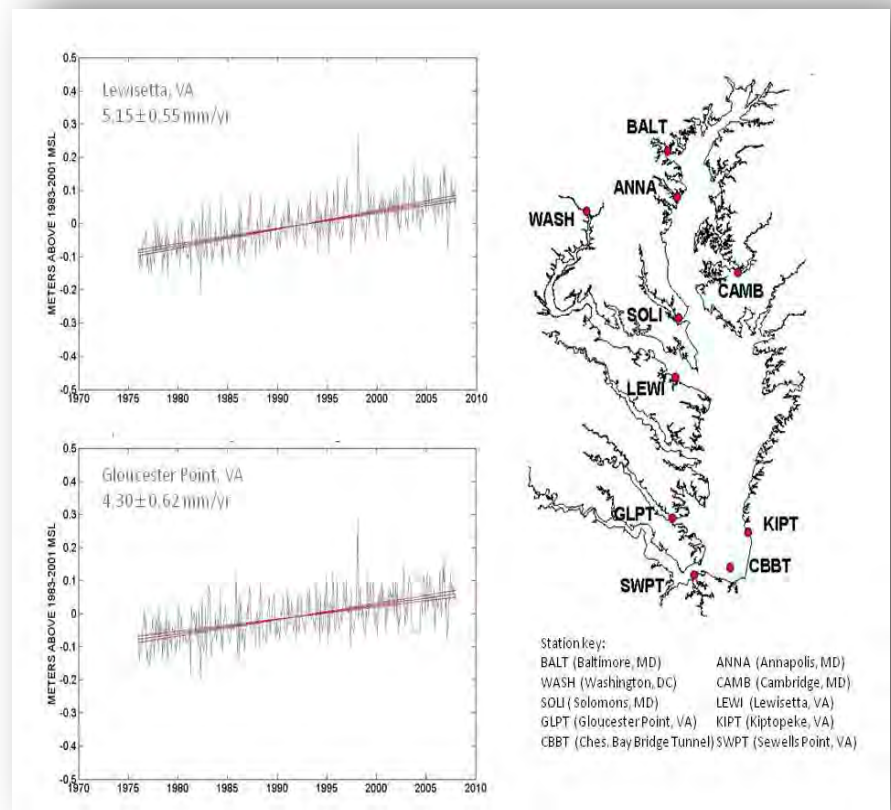 Lewisetta, VA
5.15±0.55 mm/yr
METERS ABOVE 1983-2001 MSL
0.5
0.4
0.3
0.2
0.1
0
-0.1
-0.2
-0.3
-0.4
-0.5
1970 1975 1980 1985 1990 1995 2000 2005 2010
Gloucester Point, VA
4.30±0.62 mm/yr
METERS ABOVE 1983-2001 MSL
0.5
0.4
0.3
0.2
0.1
0
-0.1
-0.2
-0.3
-0.4
-0.5
1970 1975 1980 1985 1990 1995 2000 2005 2010
BALT
ANNA
WASH
CAMB
SOLI
LEWI
GLPT
KIPT
CBBT
SWPT
Station key:
BALT (Baltimore, MD) ANNA (Annapolis, MD)
WASH (Washington, DC) CAMB (Cambridge, MD)
SOLI (Solomons, MD) LEWI (Lewisetta, VA)
GLPT (Gloucester Point, VA) KIPT (Kiptopeke, VA)
CBBT (Ches. Bay Bridge Tunnel) SWPT (Sewells Point, VA)